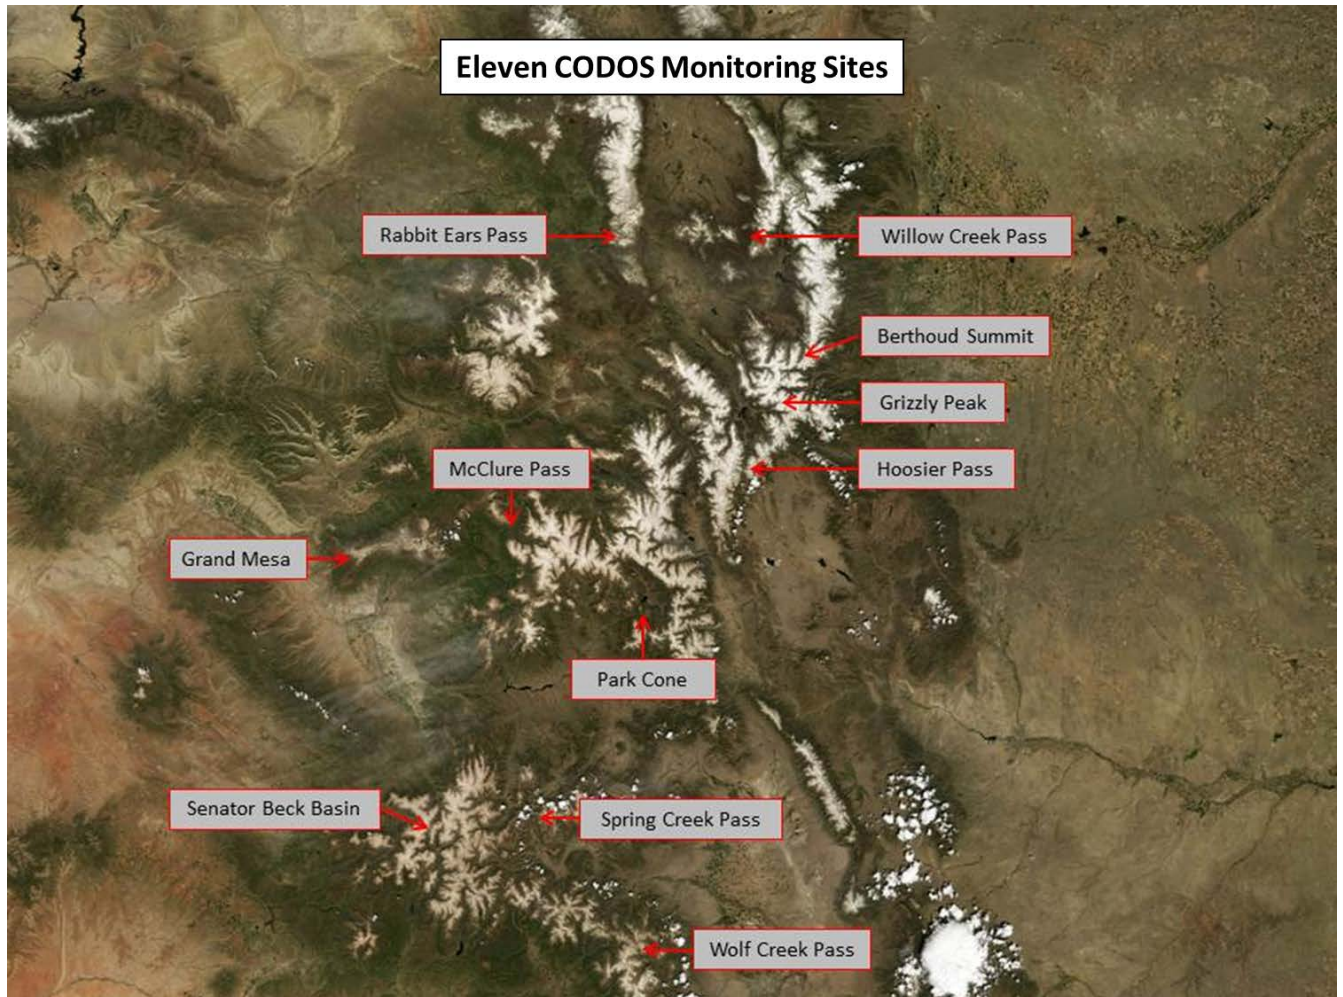 Eleven CODOS Monitoring Sites
Rabbit Ears Pass
Willow Creek Pass
Berthoud Summit
Grizzly Peak
McClure Pass
Hoosier Pass
Grand Mesa
Park Cone
Senator Beck Basin
Spring Creek Pass
Wolf Creek Pass